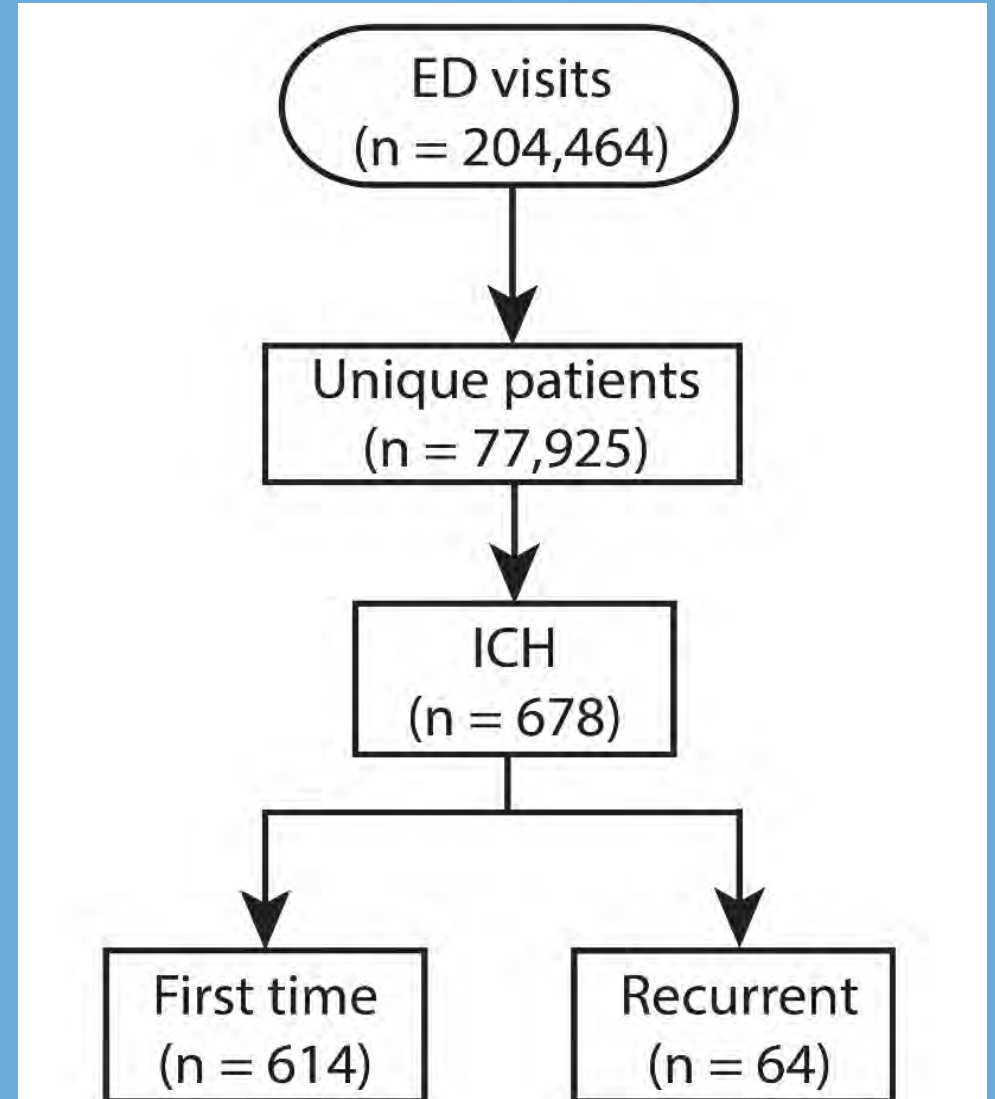 ED visits
(n = 204,464)
Unique patients
(n = 77,925)
ICH
(n = 678)
First time
(n = 614)
Recurrent
(n = 64)